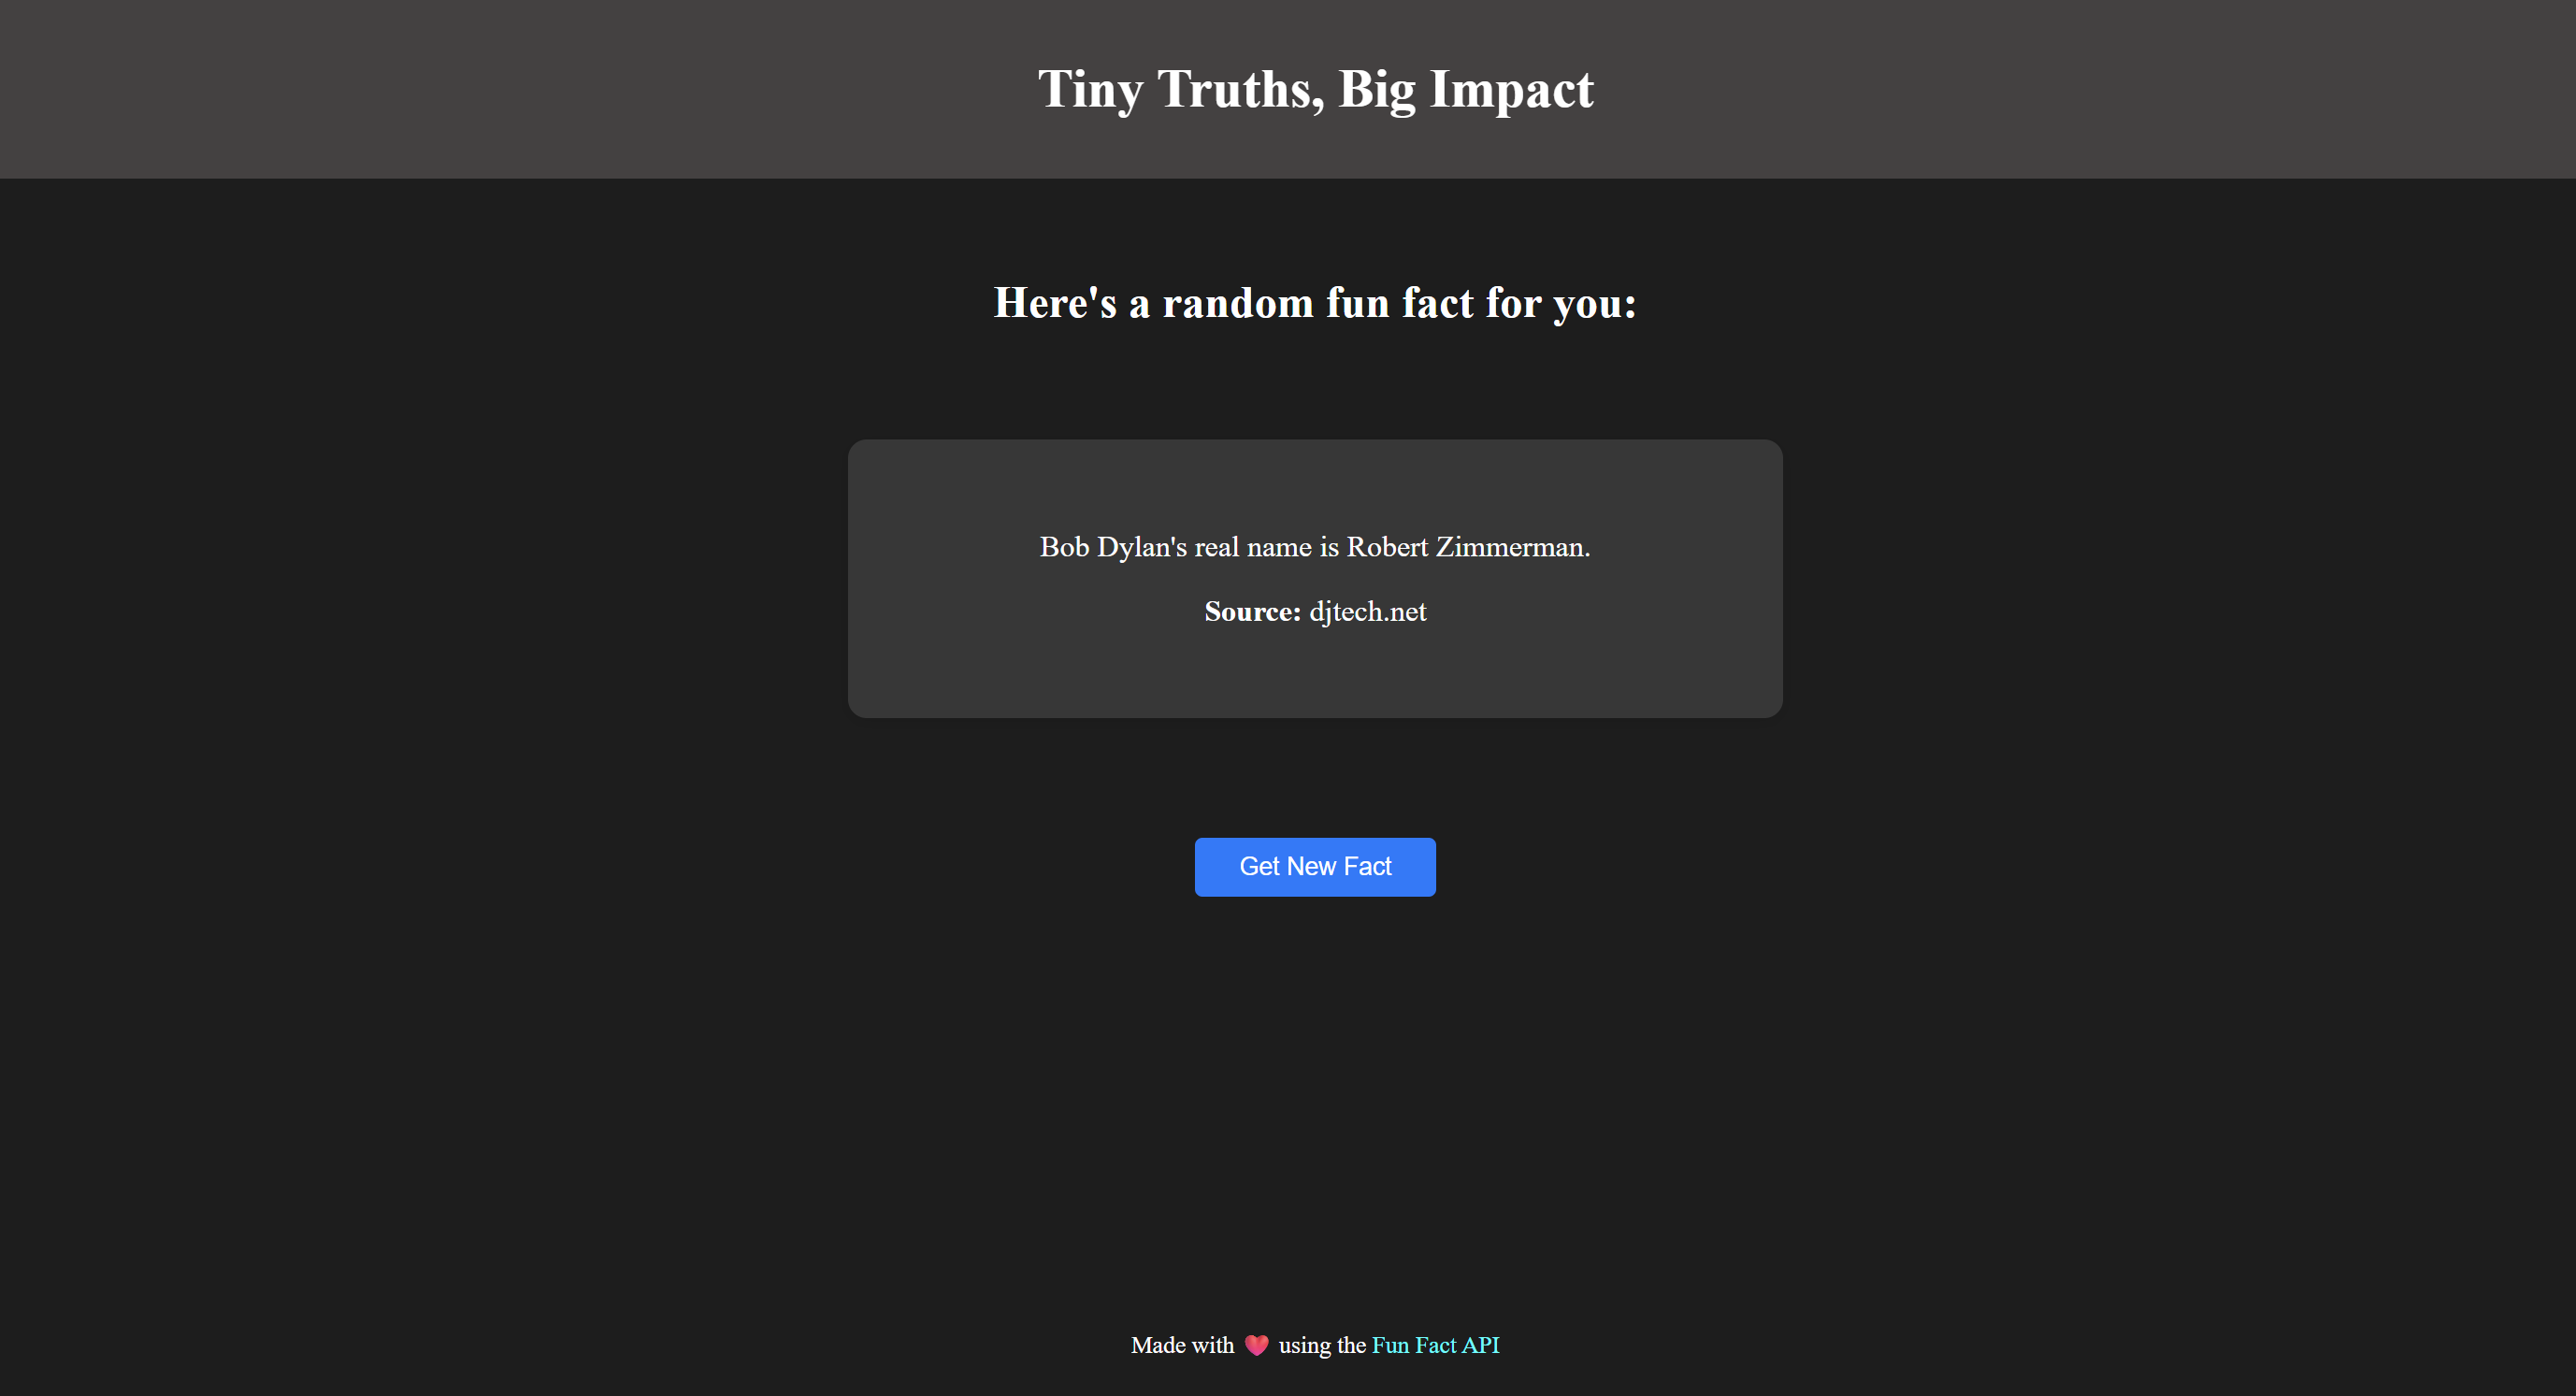 Tiny Truths, Big Impact
Here's a random fun fact for you:
Bob Dylan's real name is Robert Zimmerman.
Source: djtech.net
Get New Fact
Made with ❤️ using the Fun Fact API